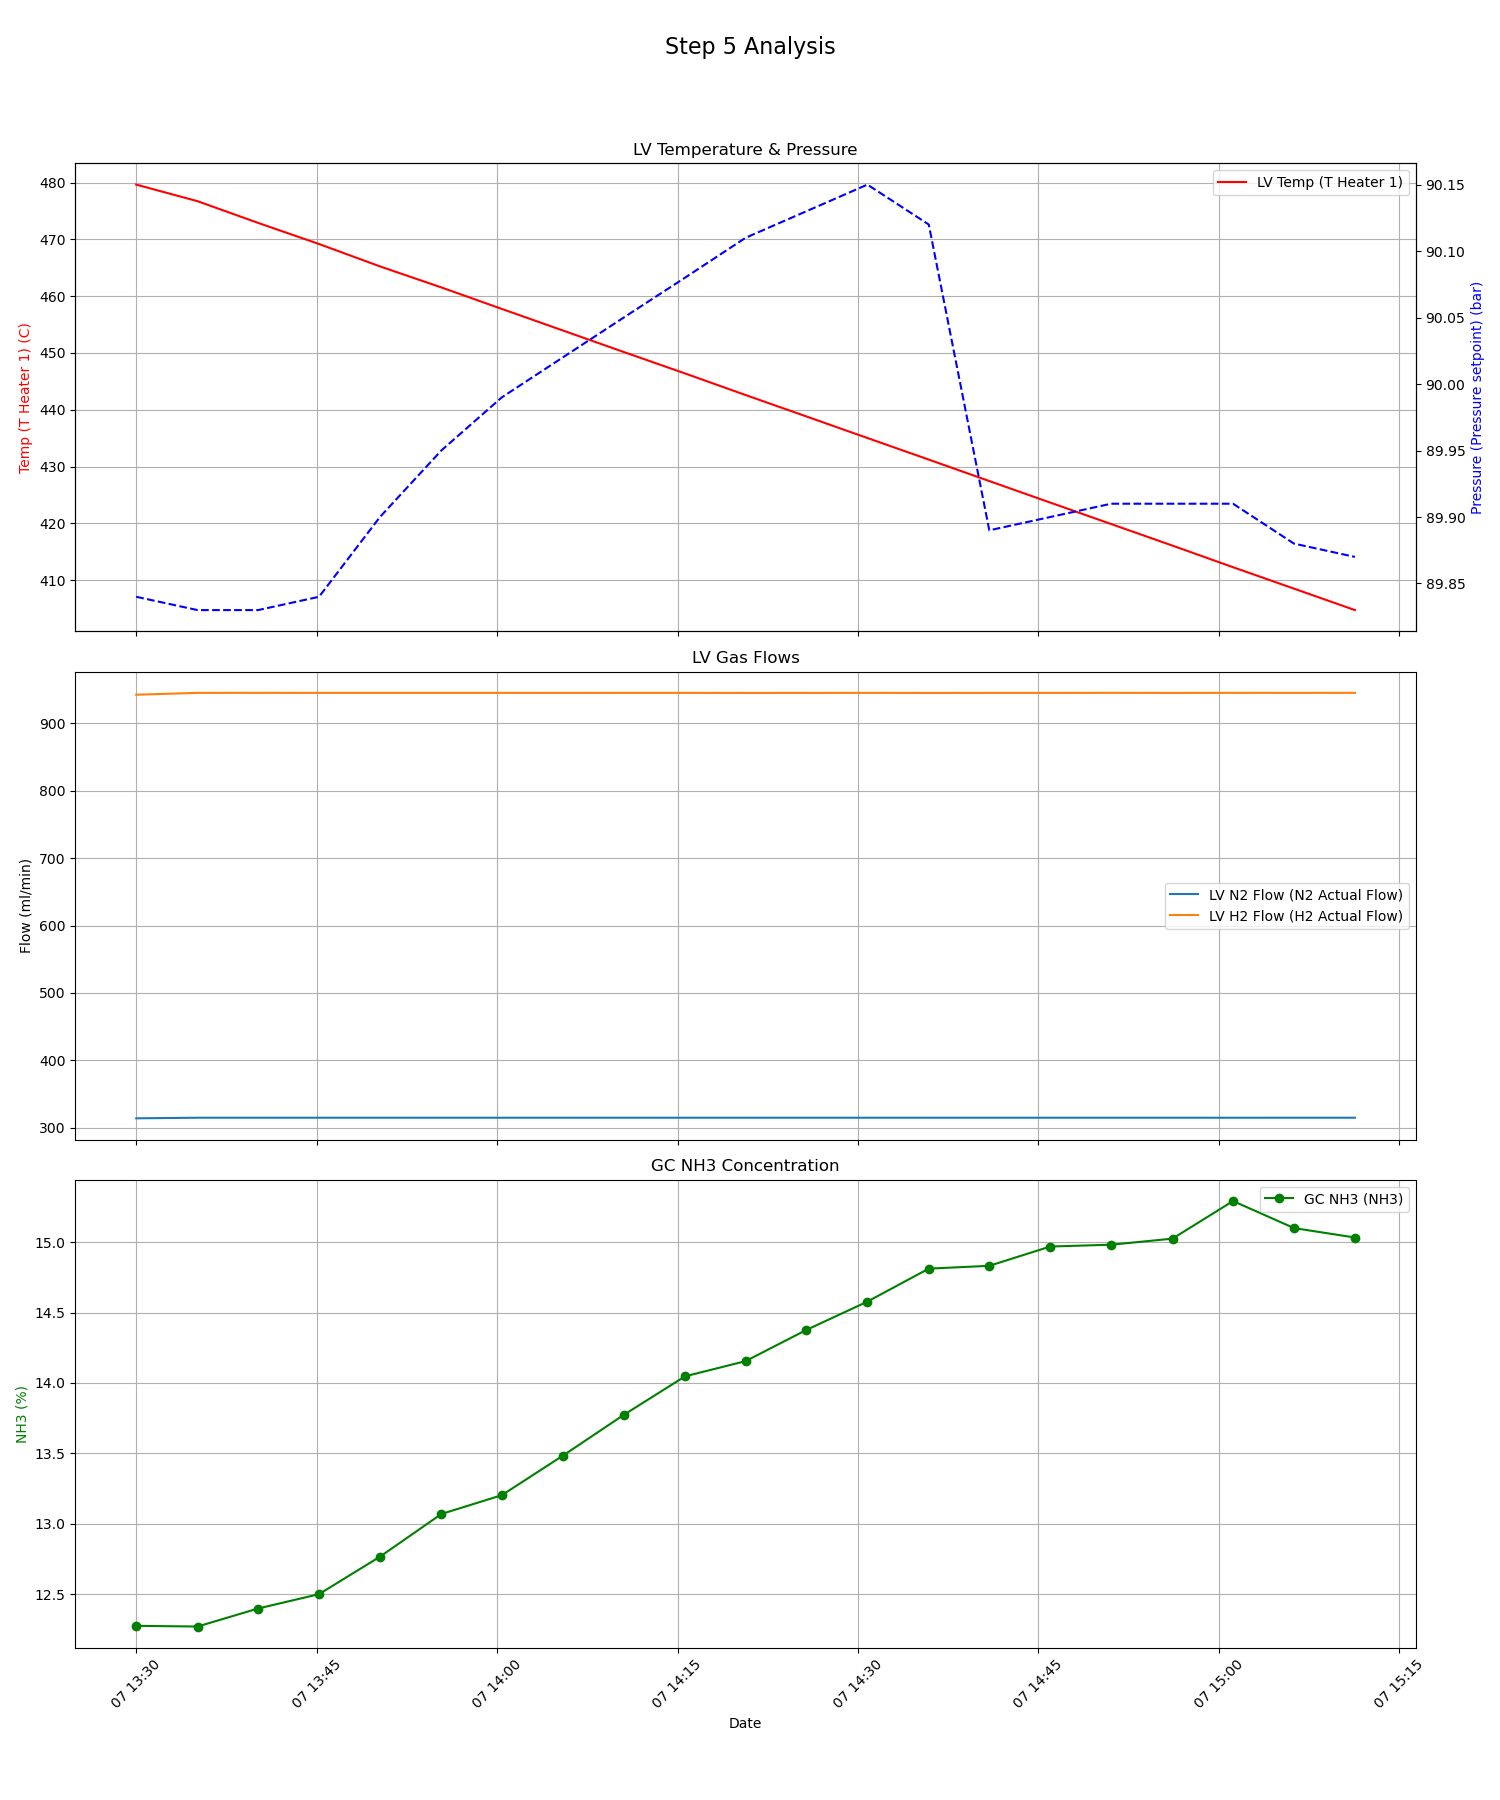 Step 5 Analysis
LV Temperature & Pressure
480
470
460
450
440
430
420
410
Temp (T Heater 1) (C)
LV Temp (T Heater 1)
90.15
90.10
90.05
90.00
89.95
89.90
89.85
Pressure (Pressure setpoint) (bar)
LV Gas Flows
900
800
700
600
500
400
300
Flow (ml/min)
LV N2 Flow (N2 Actual Flow)
LV H2 Flow (H2 Actual Flow)
GC NH3 Concentration
15.0
14.5
14.0
13.5
13.0
12.5
NH3 (%)
GC NH3 (NH3)
07 13:30
07 13:45
07 14:00
07 14:15
07 14:30
07 14:45
07 15:00
07 15:15
Date